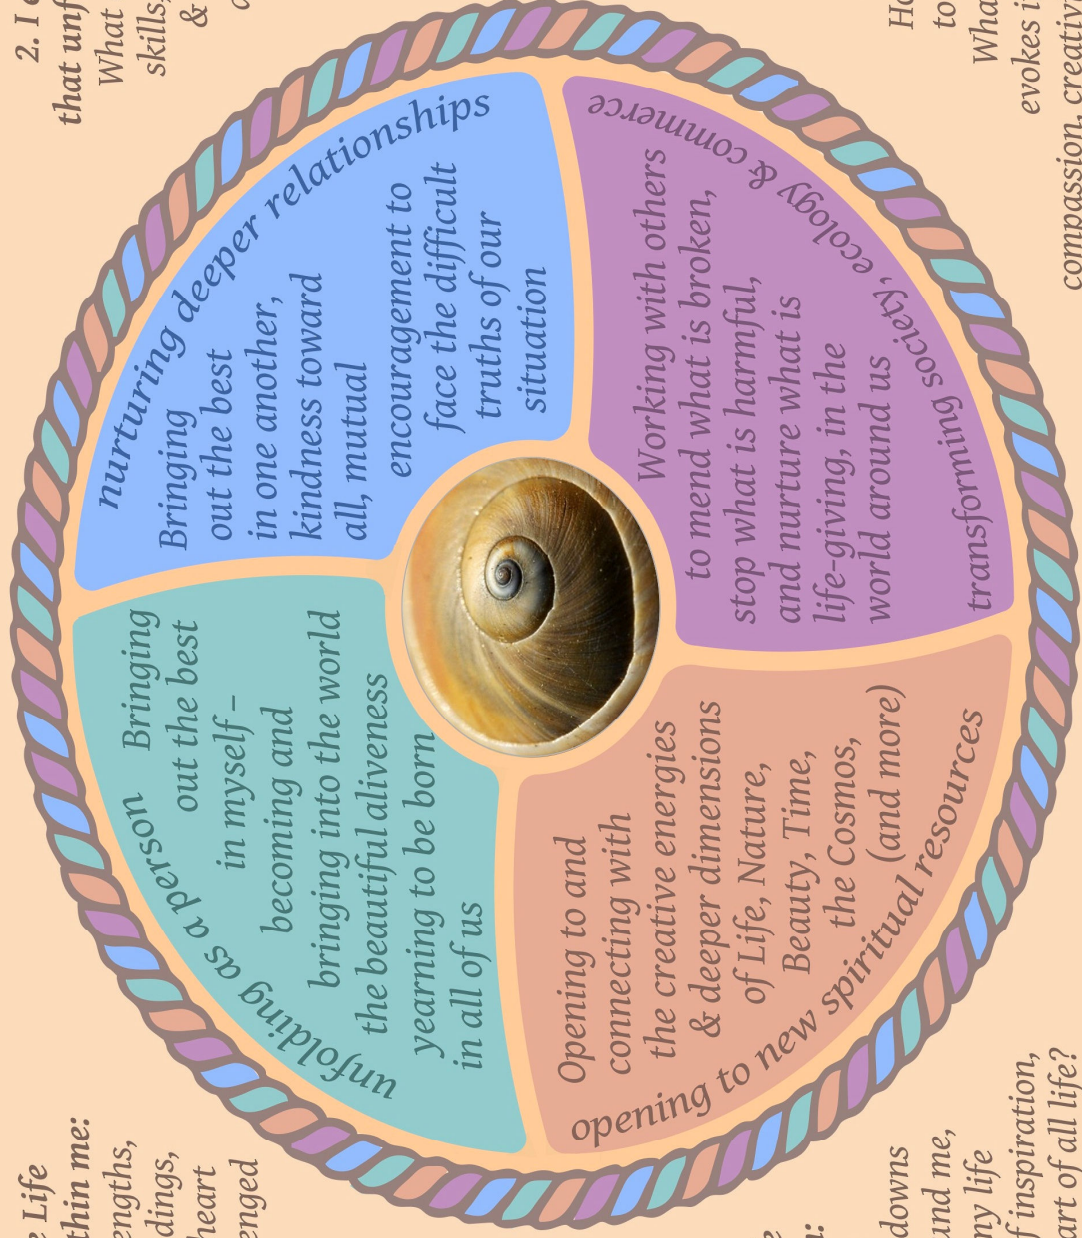 e Life
thin me:
engths,
dings,
heart
enged
2. I c
that unf
What
skills,
&
unfolding as a person
Bringing
out the best
in myself –
becoming and
bringing into the world
the beautiful aliveness
yearning to be born
in all of us
nurturing deeper relationships
Bringing
out the best
in one another,
kindness toward
all, mutual
encouragement to
face the difficult
truths of our
situation
Opening to and
connecting with
the creative energies
& deeper dimensions
of Life, Nature,
Beauty, Time,
the Cosmos,
(and more)
opening to new spiritual resources
Working with others
to mend what is broken,
stop what is harmful,
and nurture what is
life-giving, in the
world around us
transforming society, ecology & commerce
downs
und me,
my life
f inspiration,
art of all life?
Ho
to
Wha
evokes i
compassion, creativ